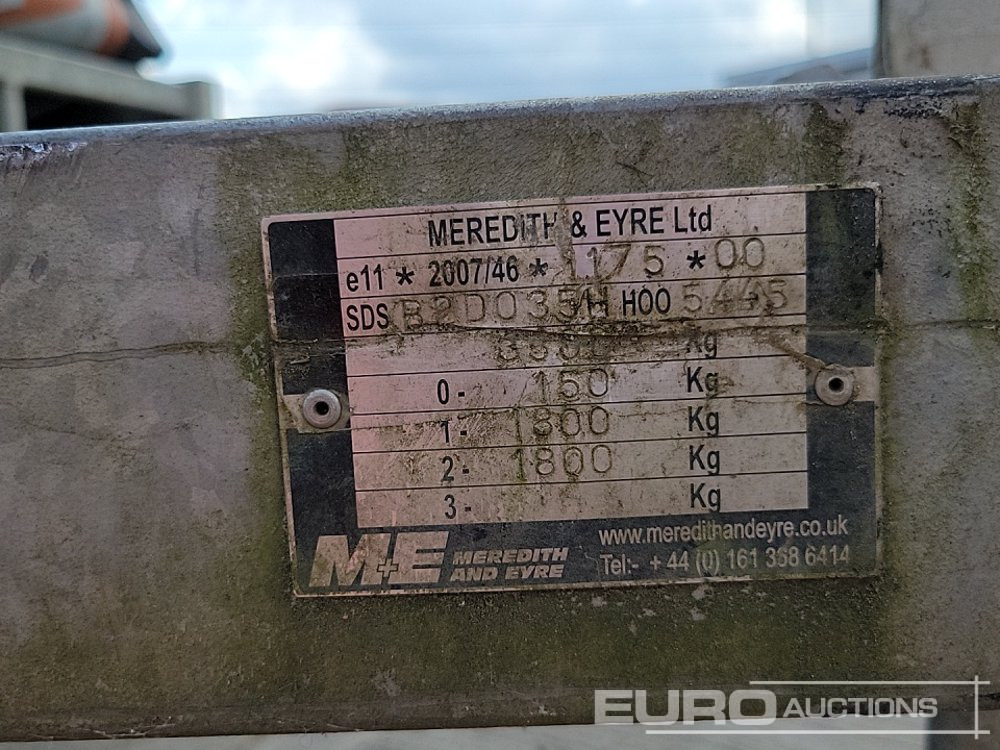 MEREDITH & EYRE Ltd
e11 * 2007/46 * 1175 * 00
SDS B2D035H H00 5445
Kg
0- 150 Kg
1- 1800 Kg
2- 1800 Kg
3- Kg
M+E MEREDITH AND EYRE
www.meredithandeyre.co.uk
Tel:- + 44 (0) 161 368 6414
EURO AUCTIONS